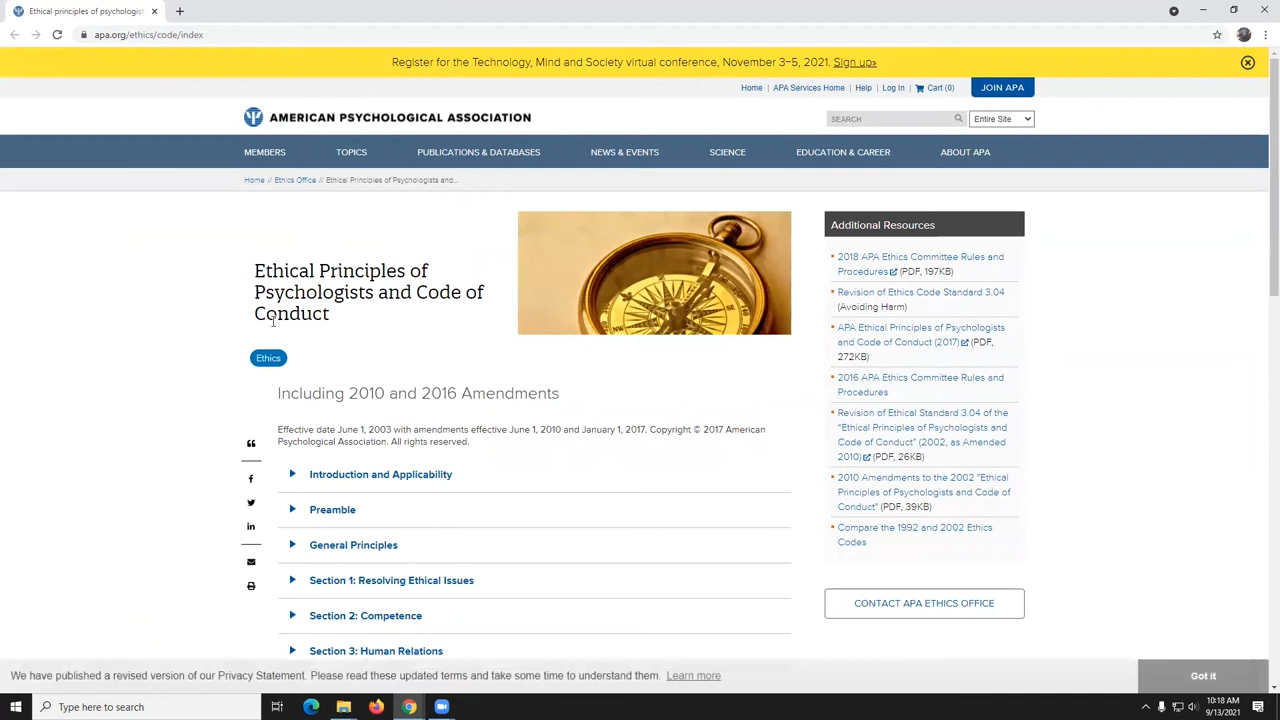 Ethical principles of psychologist
apa.org/ethics/code/index
Register for the Technology, Mind and Society virtual conference, November 3–5, 2021. Sign up»
Home | APA Services Home | Help | Log In | Cart (0)
JOIN APA
AMERICAN PSYCHOLOGICAL ASSOCIATION
SEARCH
Entire Site
MEMBERS
TOPICS
PUBLICATIONS & DATABASES
NEWS & EVENTS
SCIENCE
EDUCATION & CAREER
ABOUT APA
Home // Ethics Office // Ethical Principles of Psychologists and...
Ethical Principles of
Psychologists and Code of
Conduct
Ethics
Including 2010 and 2016 Amendments
Effective date June 1, 2003 with amendments effective June 1, 2010 and January 1, 2017. Copyright © 2017 American
Psychological Association. All rights reserved.
Introduction and Applicability
Preamble
General Principles
Section 1: Resolving Ethical Issues
Section 2: Competence
Section 3: Human Relations
Additional Resources
2018 APA Ethics Committee Rules and
Procedures (PDF, 197KB)
Revision of Ethics Code Standard 3.04
(Avoiding Harm)
APA Ethical Principles of Psychologists
and Code of Conduct (2017) (PDF,
272KB)
2016 APA Ethics Committee Rules and
Procedures
Revision of Ethical Standard 3.04 of the
“Ethical Principles of Psychologists and
Code of Conduct” (2002, as Amended
2010) (PDF, 26KB)
2010 Amendments to the 2002 "Ethical
Principles of Psychologists and Code of
Conduct" (PDF, 39KB)
Compare the 1992 and 2002 Ethics
Codes
CONTACT APA ETHICS OFFICE
We have published a revised version of our Privacy Statement. Please read these updated terms and take some time to understand them. Learn more
Got it
Type here to search
10:18 AM
9/13/2021